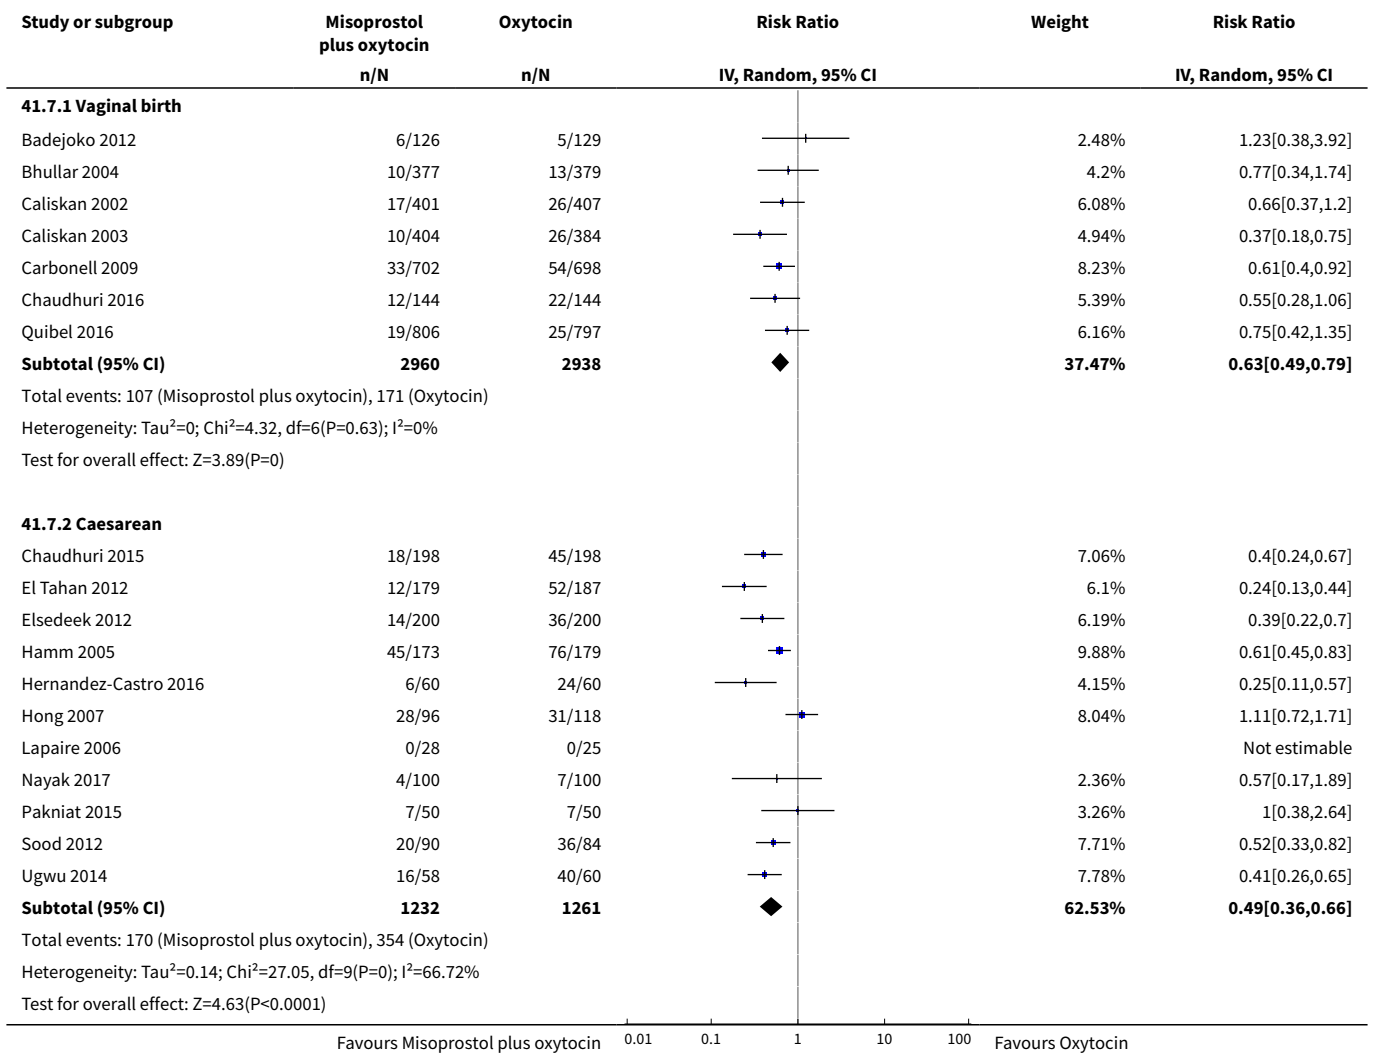 Study or subgroup Misoprostol plus oxytocin Oxytocin Risk Ratio Weight Risk Ratio
n/N n/N IV, Random, 95% CI IV, Random, 95% CI
41.7.1 Vaginal birth
Badejoko 2012 6/126 5/129 2.48% 1.23[0.38,3.92]
Bhullar 2004 10/377 13/379 4.2% 0.77[0.34,1.74]
Caliskan 2002 17/401 26/407 6.08% 0.66[0.37,1.2]
Caliskan 2003 10/404 26/384 4.94% 0.37[0.18,0.75]
Carbonell 2009 33/702 54/698 8.23% 0.61[0.4,0.92]
Chaudhuri 2016 12/144 22/144 5.39% 0.55[0.28,1.06]
Quibel 2016 19/806 25/797 6.16% 0.75[0.42,1.35]
Subtotal (95% CI) 2960 2938 37.47% 0.63[0.49,0.79]
Total events: 107 (Misoprostol plus oxytocin), 171 (Oxytocin)
Heterogeneity: Tau²=0; Chi²=4.32, df=6(P=0.63); I²=0%
Test for overall effect: Z=3.89(P=0)
41.7.2 Caesarean
Chaudhuri 2015 18/198 45/198 7.06% 0.4[0.24,0.67]
El Tahan 2012 12/179 52/187 6.1% 0.24[0.13,0.44]
Elsedeek 2012 14/200 36/200 6.19% 0.39[0.22,0.7]
Hamm 2005 45/173 76/179 9.88% 0.61[0.45,0.83]
Hernandez-Castro 2016 6/60 24/60 4.15% 0.25[0.11,0.57]
Hong 2007 28/96 31/118 8.04% 1.11[0.72,1.71]
Lapaire 2006 0/28 0/25 Not estimable
Nayak 2017 4/100 7/100 2.36% 0.57[0.17,1.89]
Pakniat 2015 7/50 7/50 3.26% 1[0.38,2.64]
Sood 2012 20/90 36/84 7.71% 0.52[0.33,0.82]
Ugwu 2014 16/58 40/60 7.78% 0.41[0.26,0.65]
Subtotal (95% CI) 1232 1261 62.53% 0.49[0.36,0.66]
Total events: 170 (Misoprostol plus oxytocin), 354 (Oxytocin)
Heterogeneity: Tau²=0.14; Chi²=27.05, df=9(P=0); I²=66.72%
Test for overall effect: Z=4.63(P<0.0001)
Favours Misoprostol plus oxytocin 0.01 0.1 1 10 100 Favours Oxytocin